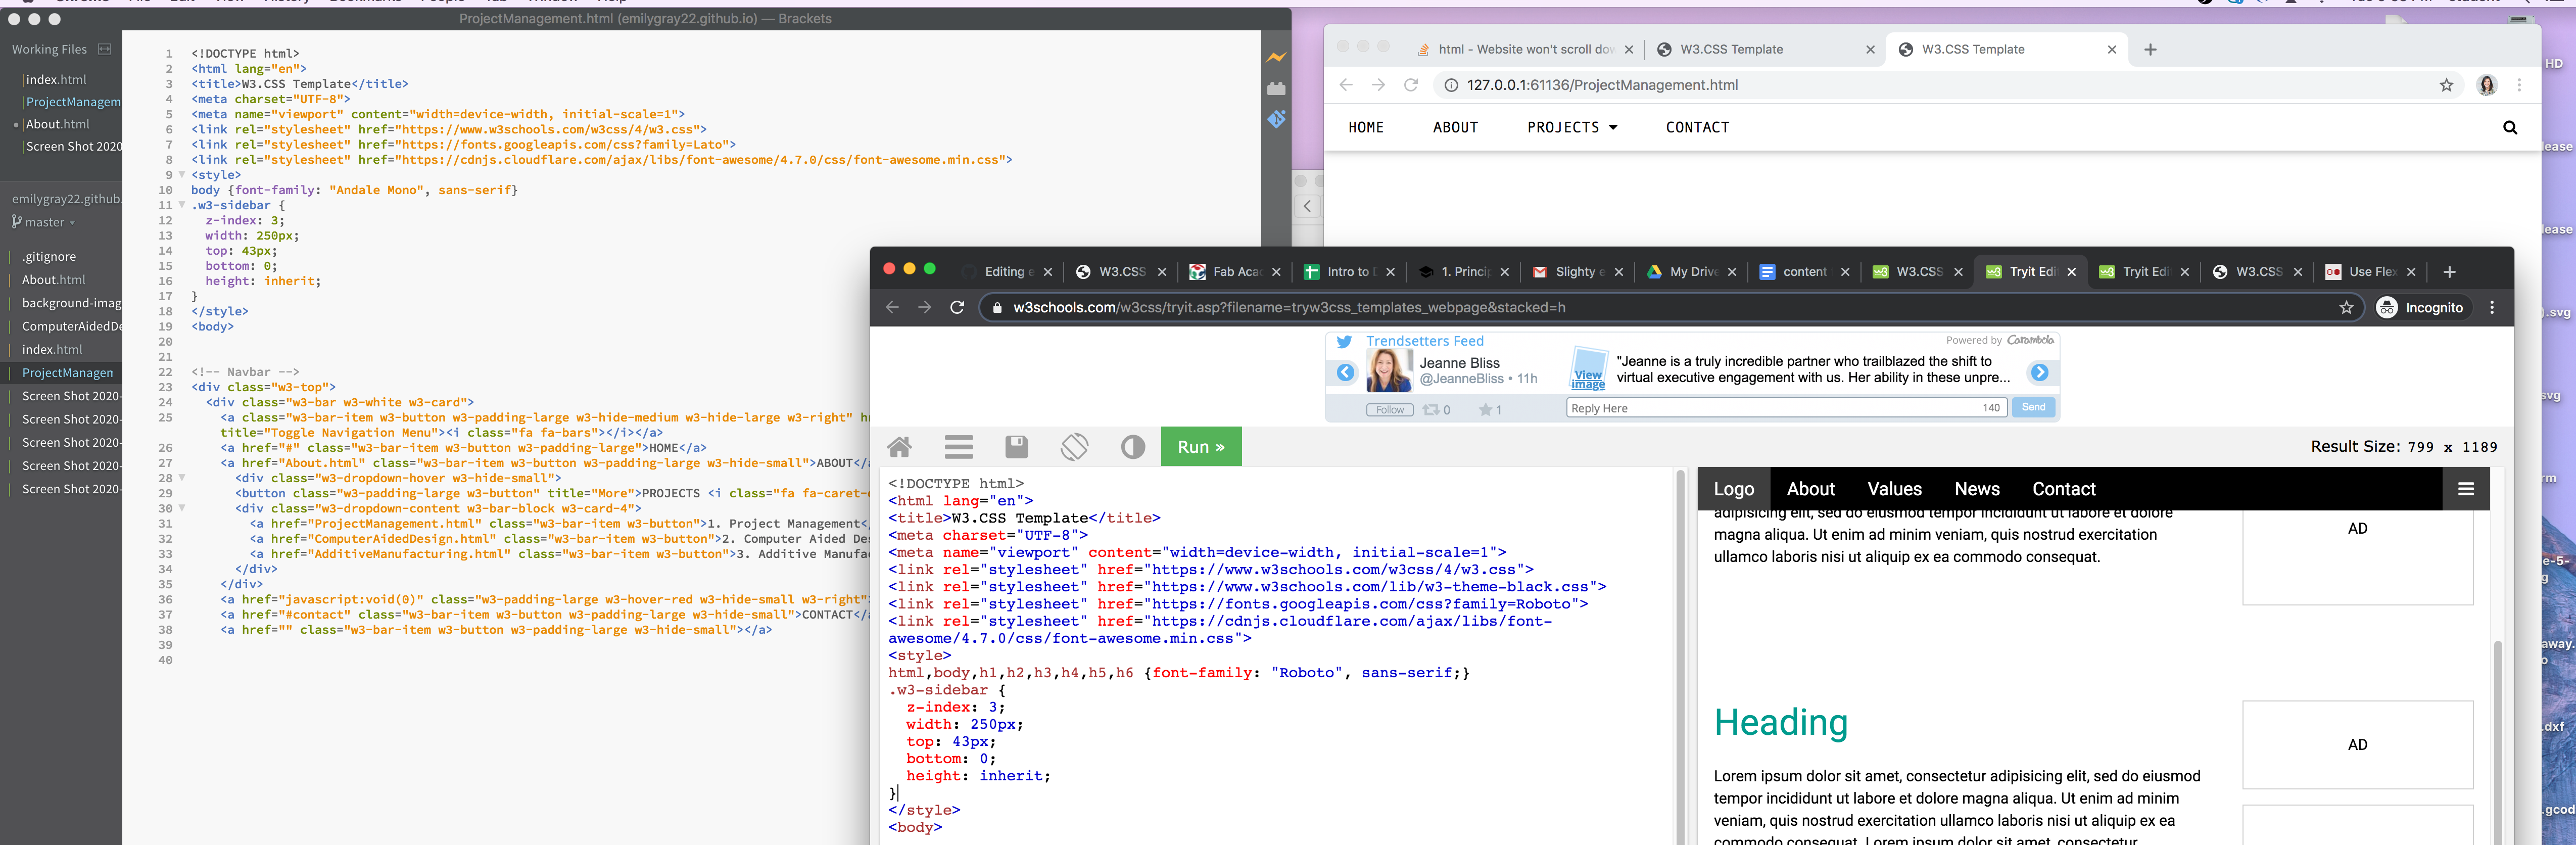 ProjectManagement.html (emilygray22.github.io) — Brackets
Working Files
index.html
ProjectManagem
About.html
Screen Shot 2020
emilygray22.github.
master
.gitignore
About.html
background-imag
ComputerAidedDe
index.html
ProjectManagen
Screen Shot 2020-
Screen Shot 2020-
Screen Shot 2020-
Screen Shot 2020-
Screen Shot 2020-
1 <!DOCTYPE html>
2 <html lang="en">
3 <title>W3.CSS Template</title>
4 <meta charset="UTF-8">
5 <meta name="viewport" content="width=device-width, initial-scale=1">
6 <link rel="stylesheet" href="https://www.w3schools.com/w3css/4/w3.css">
7 <link rel="stylesheet" href="https://fonts.googleapis.com/css?family=Lato">
8 <link rel="stylesheet" href="https://cdnjs.cloudflare.com/ajax/libs/font-awesome/4.7.0/css/font-awesome.min.css">
9 <style>
10 body {font-family: "Andale Mono", sans-serif}
11 .w3-sidebar {
12 z-index: 3;
13 width: 250px;
14 top: 43px;
15 bottom: 0;
16 height: inherit;
17 }
18 </style>
19 <body>
20
21
22 <!-- Navbar -->
23 <div class="w3-top">
24 <div class="w3-bar w3-white w3-card">
25 <a class="w3-bar-item w3-button w3-padding-large w3-hide-medium w3-hide-large w3-right" h
title="Toggle Navigation Menu"><i class="fa fa-bars"></i></a>
26 <a href="#" class="w3-bar-item w3-button w3-padding-large">HOME</a>
27 <a href="About.html" class="w3-bar-item w3-button w3-padding-large w3-hide-small">ABOUT</
28 <div class="w3-dropdown-hover w3-hide-small">
29 <button class="w3-padding-large w3-button" title="More">PROJECTS <i class="fa fa-caret-
30 <div class="w3-dropdown-content w3-bar-block w3-card-4">
31 <a href="ProjectManagement.html" class="w3-bar-item w3-button">1. Project Management<
32 <a href="ComputerAidedDesign.html" class="w3-bar-item w3-button">2. Computer Aided De
33 <a href="AdditiveManufacturing.html" class="w3-bar-item w3-button">3. Additive Manufa
34 </div>
35 </div>
36 <a href="javascript:void(0)" class="w3-padding-large w3-hover-red w3-hide-small w3-right"
37 <a href="#contact" class="w3-bar-item w3-button w3-padding-large w3-hide-small">CONTACT</
38 <a href="" class="w3-bar-item w3-button w3-padding-large w3-hide-small"></a>
39
40
html - Website won't scroll dow
W3.CSS Template
W3.CSS Template
127.0.0.1:61136/ProjectManagement.html
HOME ABOUT PROJECTS CONTACT
Editing e
W3.CSS
Fab Acad
Intro to D
1. Princip
Slighty e
My Drive
content
W3.CSS
Tryit Edi
Tryit Edi
W3.CSS
Use Flex
w3schools.com/w3css/tryit.asp?filename=tryw3css_templates_webpage&stacked=h
Incognito
Trendsetters Feed
Powered by Carambola
Jeanne Bliss
@JeanneBliss • 11h
View image
"Jeanne is a truly incredible partner who trailblazed the shift to
virtual executive engagement with us. Her ability in these unpre...
Follow 0 1
Reply Here 140 Send
Run »
Result Size: 799 x 1189
<!DOCTYPE html>
<html lang="en">
<title>W3.CSS Template</title>
<meta charset="UTF-8">
<meta name="viewport" content="width=device-width, initial-scale=1">
<link rel="stylesheet" href="https://www.w3schools.com/w3css/4/w3.css">
<link rel="stylesheet" href="https://www.w3schools.com/lib/w3-theme-black.css">
<link rel="stylesheet" href="https://fonts.googleapis.com/css?family=Roboto">
<link rel="stylesheet" href="https://cdnjs.cloudflare.com/ajax/libs/font-
awesome/4.7.0/css/font-awesome.min.css">
<style>
html,body,h1,h2,h3,h4,h5,h6 {font-family: "Roboto", sans-serif;}
.w3-sidebar {
z-index: 3;
width: 250px;
top: 43px;
bottom: 0;
height: inherit;
}
</style>
<body>
Logo About Values News Contact
adipisicing elit, sed do eiusmod tempor incididunt ut labore et dolore
magna aliqua. Ut enim ad minim veniam, quis nostrud exercitation
ullamco laboris nisi ut aliquip ex ea commodo consequat.
AD
Heading
Lorem ipsum dolor sit amet, consectetur adipisicing elit, sed do eiusmod
tempor incididunt ut labore et dolore magna aliqua. Ut enim ad minim
veniam, quis nostrud exercitation ullamco laboris nisi ut aliquip ex ea
commodo consequat. Lorem ipsum dolor sit amet, consectetur
AD
HD
lease
lease
).svg
svg
rm
e-5-
g
away.
o
.dxf
.gcod